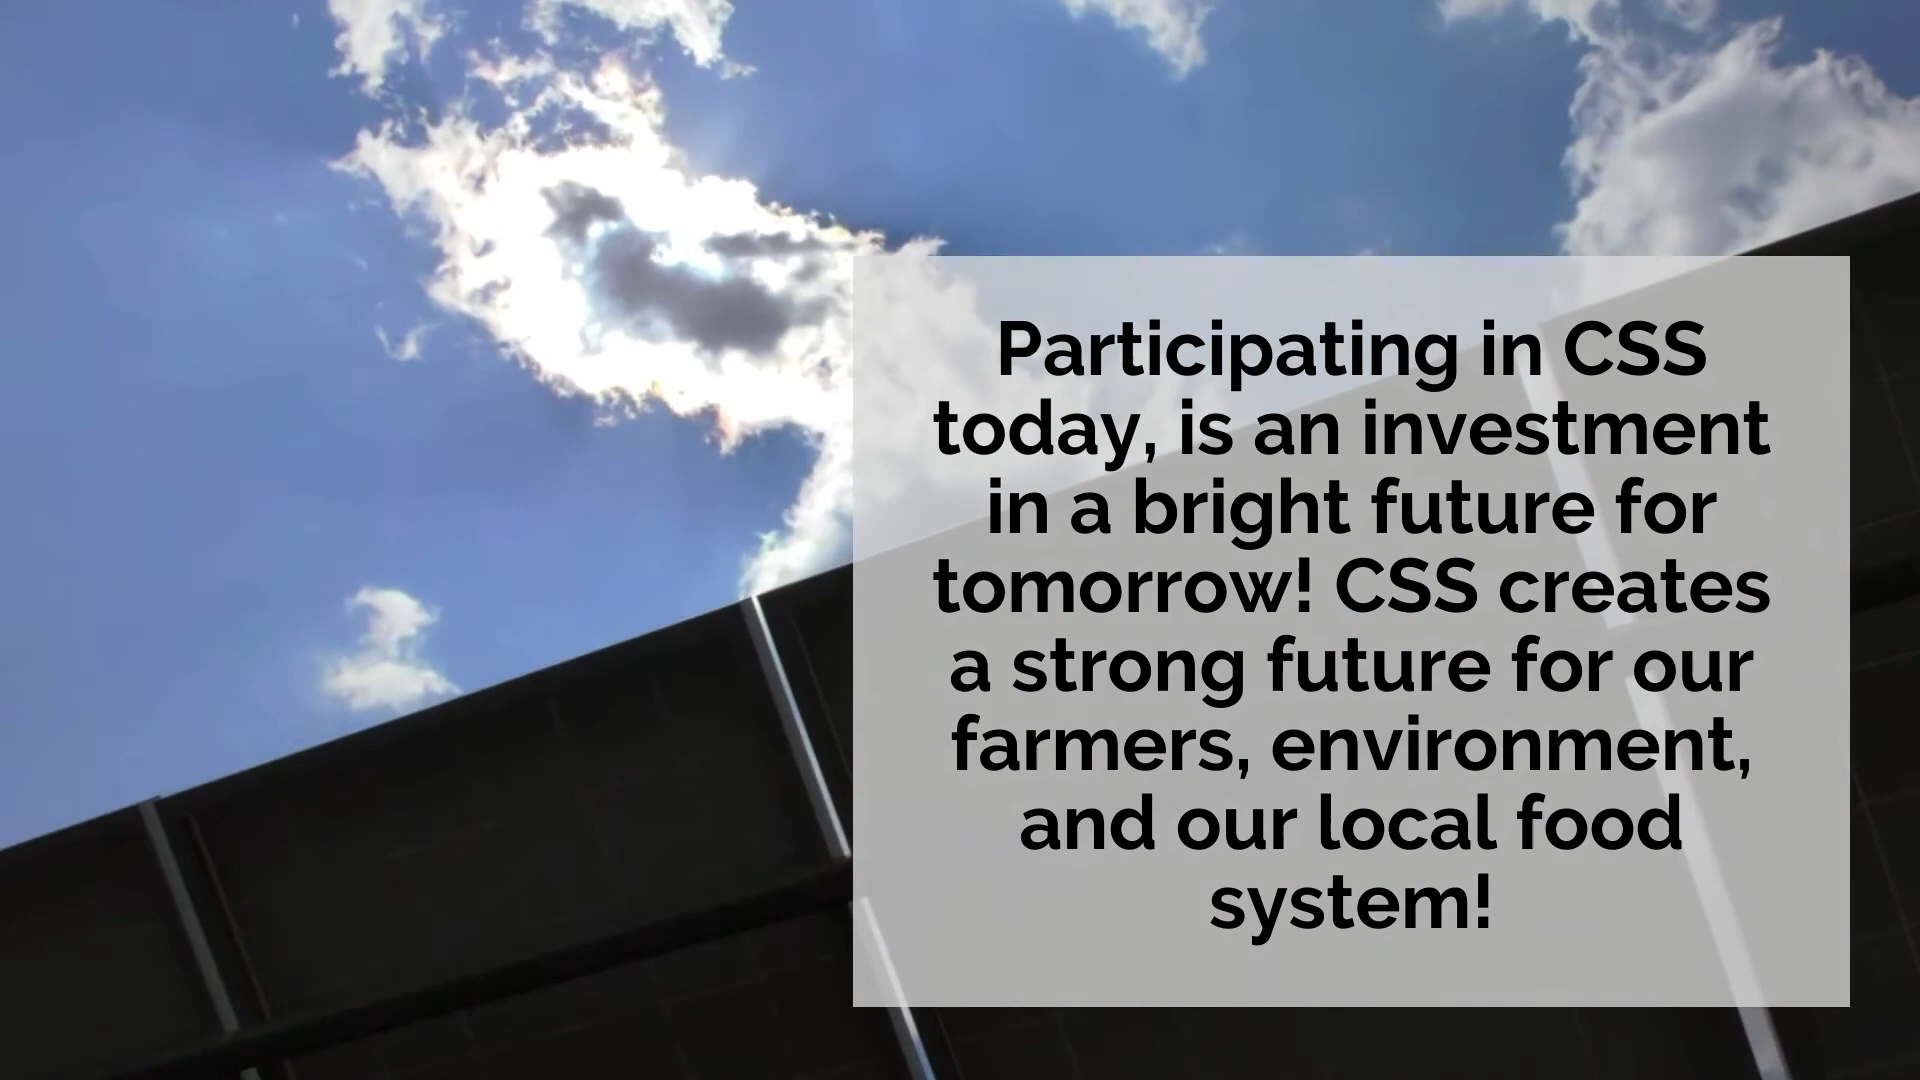 Participating in CSS
today, is an investment
in a bright future for
tomorrow! CSS creates
a strong future for our
farmers, environment,
and our local food
system!